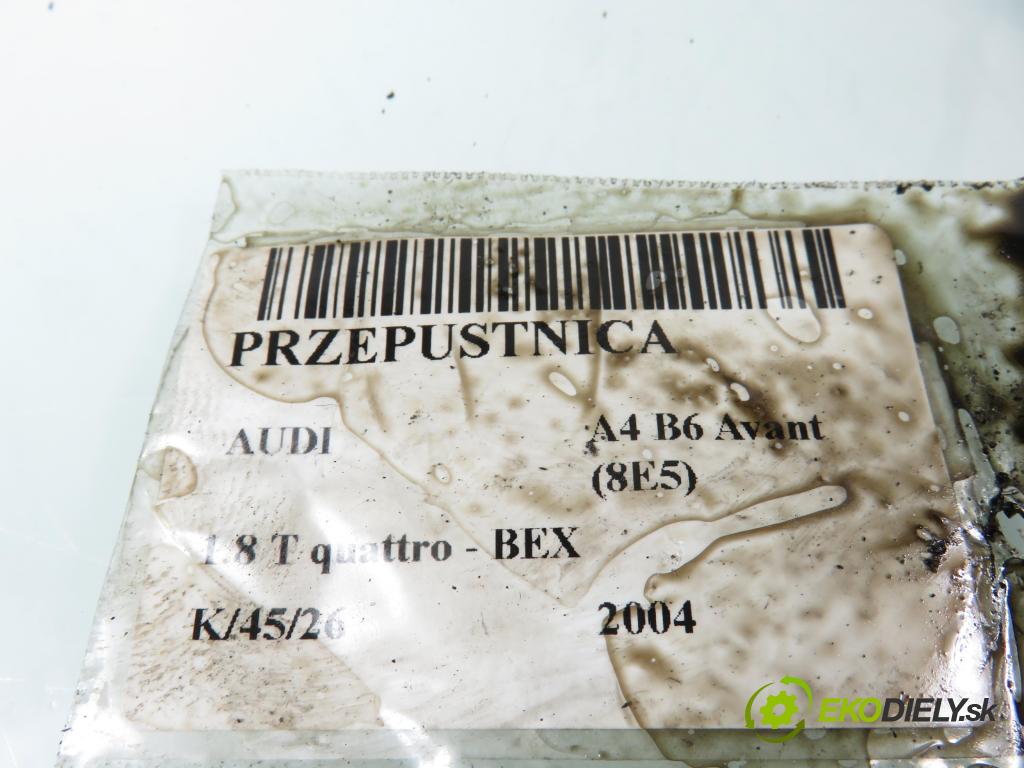 PRZEPUSTNICA
AUDI
A4 B6 Avant
(8E5)
1.8 T quattro - BEX
K/45/26
2004
EKODIELY.sk